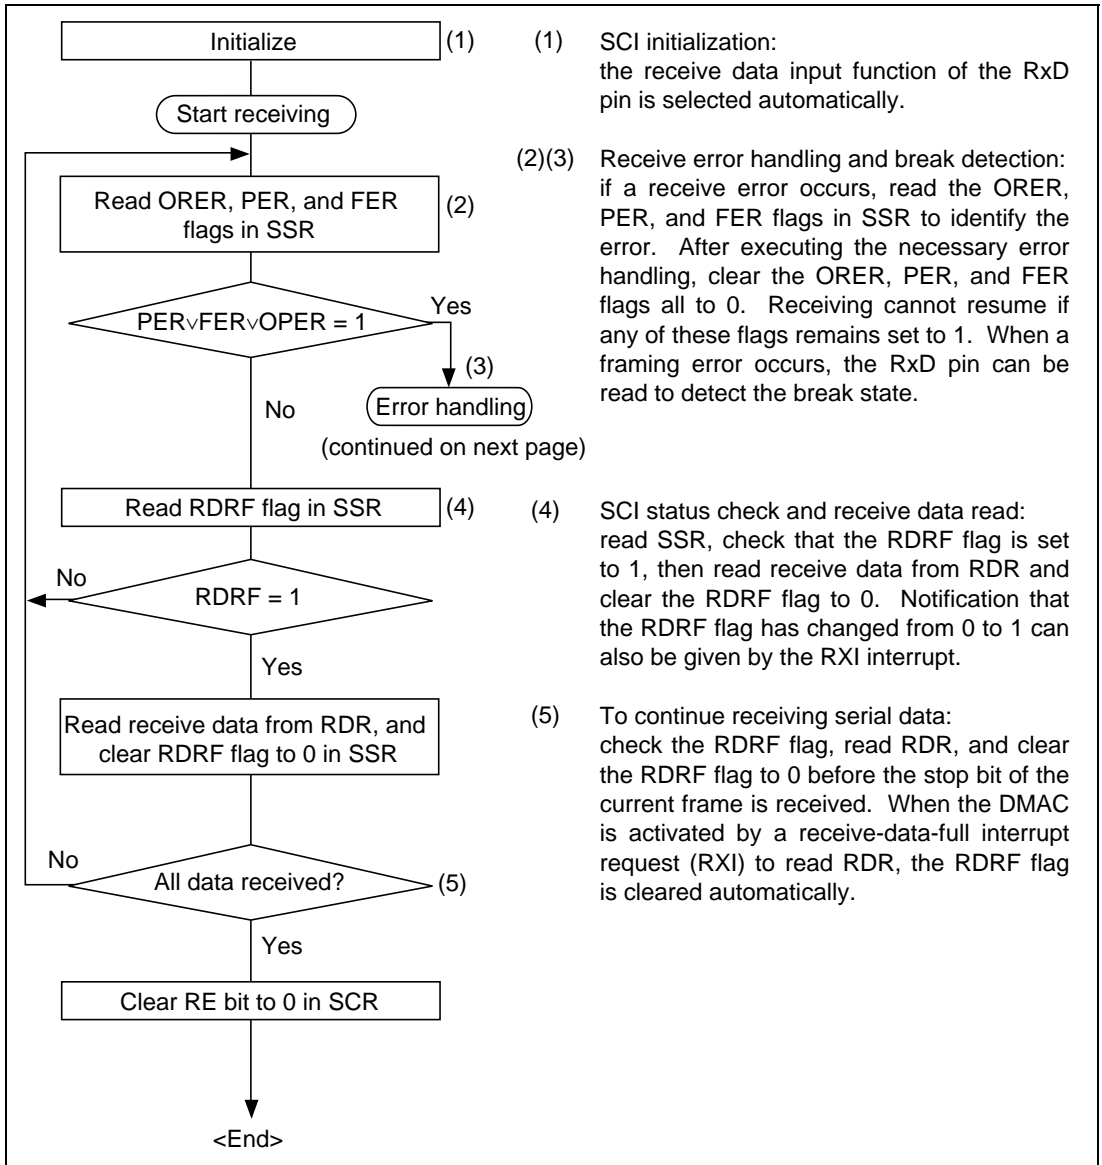 Initialize
(1)
Start receiving
Read ORER, PER, and FER
flags in SSR
(2)
PER∨FER∨OPER = 1
Yes
(3)
Error handling
(continued on next page)
No
Read RDRF flag in SSR
(4)
No
RDRF = 1
Yes
Read receive data from RDR, and
clear RDRF flag to 0 in SSR
No
All data received?
(5)
Yes
Clear RE bit to 0 in SCR
<End>
(1) SCI initialization:
the receive data input function of the RxD
pin is selected automatically.
(2)(3) Receive error handling and break detection:
if a receive error occurs, read the ORER,
PER, and FER flags in SSR to identify the
error. After executing the necessary error
handling, clear the ORER, PER, and FER
flags all to 0. Receiving cannot resume if
any of these flags remains set to 1. When a
framing error occurs, the RxD pin can be
read to detect the break state.
(4) SCI status check and receive data read:
read SSR, check that the RDRF flag is set
to 1, then read receive data from RDR and
clear the RDRF flag to 0. Notification that
the RDRF flag has changed from 0 to 1 can
also be given by the RXI interrupt.
(5) To continue receiving serial data:
check the RDRF flag, read RDR, and clear
the RDRF flag to 0 before the stop bit of the
current frame is received. When the DMAC
is activated by a receive-data-full interrupt
request (RXI) to read RDR, the RDRF flag
is cleared automatically.